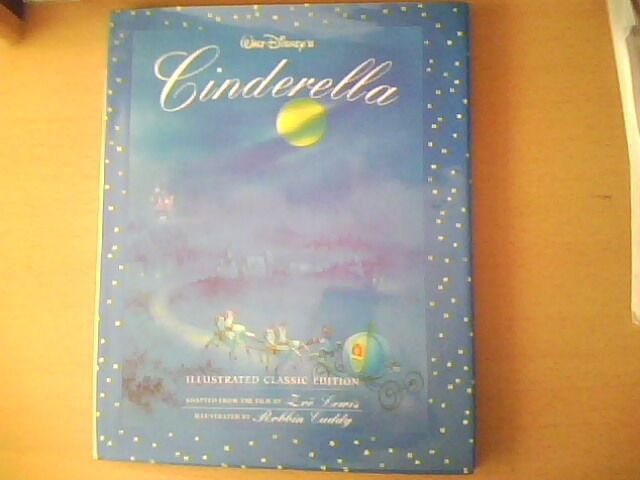 Walt Disney's
Cinderella
ILLUSTRATED CLASSIC EDITION
ADAPTED FROM THE FILM BY Zoë Lewis
ILLUSTRATED BY Robbin Cuddy